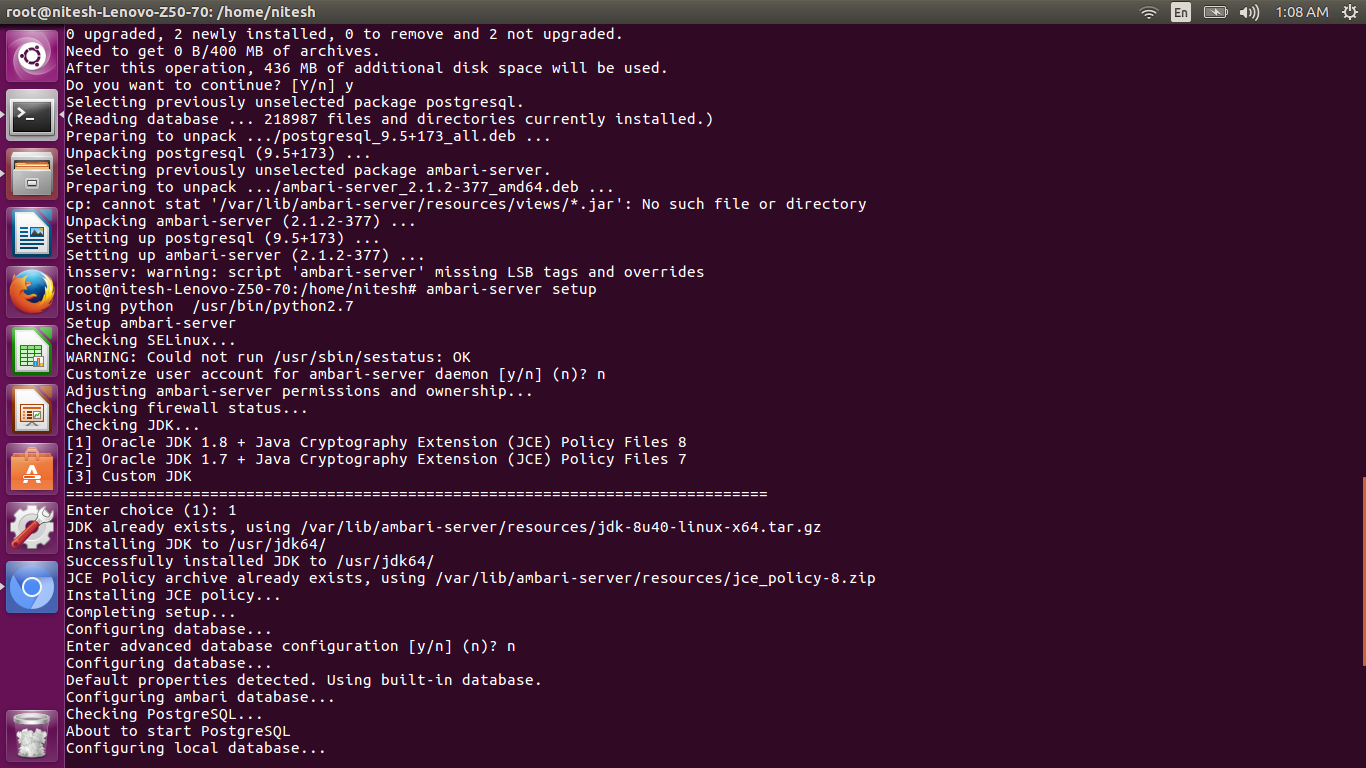 root@nitesh-Lenovo-Z50-70: /home/nitesh
En
1:08 AM
0 upgraded, 2 newly installed, 0 to remove and 2 not upgraded.
Need to get 0 B/400 MB of archives.
After this operation, 436 MB of additional disk space will be used.
Do you want to continue? [Y/n] y
Selecting previously unselected package postgresql.
(Reading database ... 218987 files and directories currently installed.)
Preparing to unpack .../postgresql_9.5+173_all.deb ...
Unpacking postgresql (9.5+173) ...
Selecting previously unselected package ambari-server.
Preparing to unpack .../ambari-server_2.1.2-377_amd64.deb ...
cp: cannot stat '/var/lib/ambari-server/resources/views/*.jar': No such file or directory
Unpacking ambari-server (2.1.2-377) ...
Setting up postgresql (9.5+173) ...
Setting up ambari-server (2.1.2-377) ...
insserv: warning: script 'ambari-server' missing LSB tags and overrides
root@nitesh-Lenovo-Z50-70:/home/nitesh# ambari-server setup
Using python  /usr/bin/python2.7
Setup ambari-server
Checking SELinux...
WARNING: Could not run /usr/sbin/sestatus: OK
Customize user account for ambari-server daemon [y/n] (n)? n
Adjusting ambari-server permissions and ownership...
Checking firewall status...
Checking JDK...
[1] Oracle JDK 1.8 + Java Cryptography Extension (JCE) Policy Files 8
[2] Oracle JDK 1.7 + Java Cryptography Extension (JCE) Policy Files 7
[3] Custom JDK
==============================================================================
Enter choice (1): 1
JDK already exists, using /var/lib/ambari-server/resources/jdk-8u40-linux-x64.tar.gz
Installing JDK to /usr/jdk64/
Successfully installed JDK to /usr/jdk64/
JCE Policy archive already exists, using /var/lib/ambari-server/resources/jce_policy-8.zip
Installing JCE policy...
Completing setup...
Configuring database...
Enter advanced database configuration [y/n] (n)? n
Configuring database...
Default properties detected. Using built-in database.
Configuring ambari database...
Checking PostgreSQL...
About to start PostgreSQL
Configuring local database...